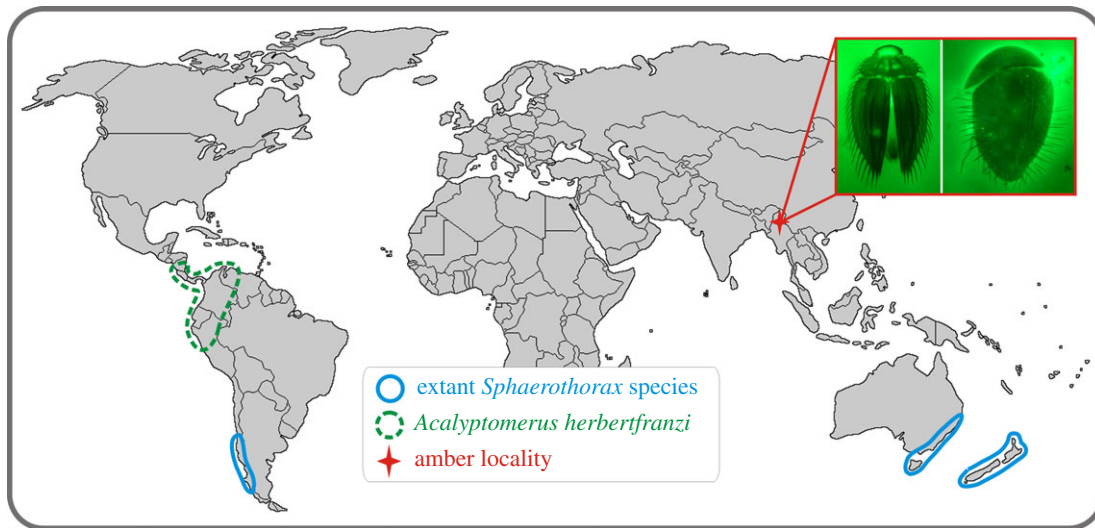 extant Sphaerothorax species
Acalyptomerus herbertfranzi
amber locality